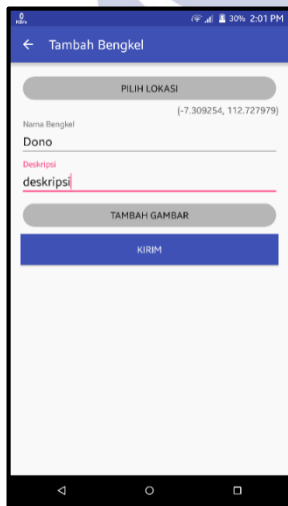 30% 2:01 PM
Tambah Bengkel
PILIH LOKASI
(-7.309254, 112.727979)
Nama Bengkel
Dono
Deskripsi
deskripsi
TAMBAH GAMBAR
KIRIM